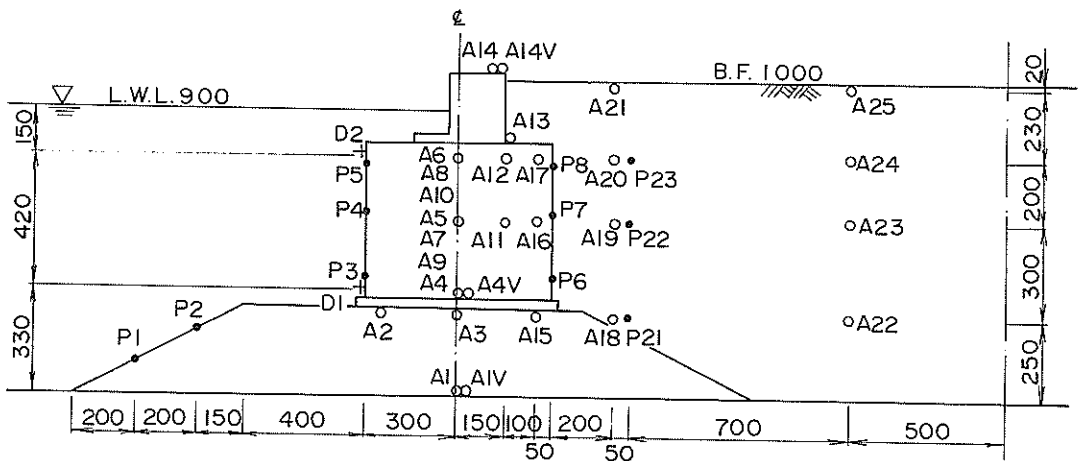 ℄
A14 A14V
B.F. 1000
20
L.W.L. 900
A21
A25
150
A13
230
D2
A6
P5
A8
A12
A17
P8
A20
P23
A24
A10
P4
A5
P7
200
420
A7
A11
A16
A19
P22
A23
A9
P3
A4
A4V
P6
300
D1
P2
A2
A3
A15
A18
P21
A22
P1
330
A1
A1V
250
200
200
150
400
300
150
100
50
200
50
700
500